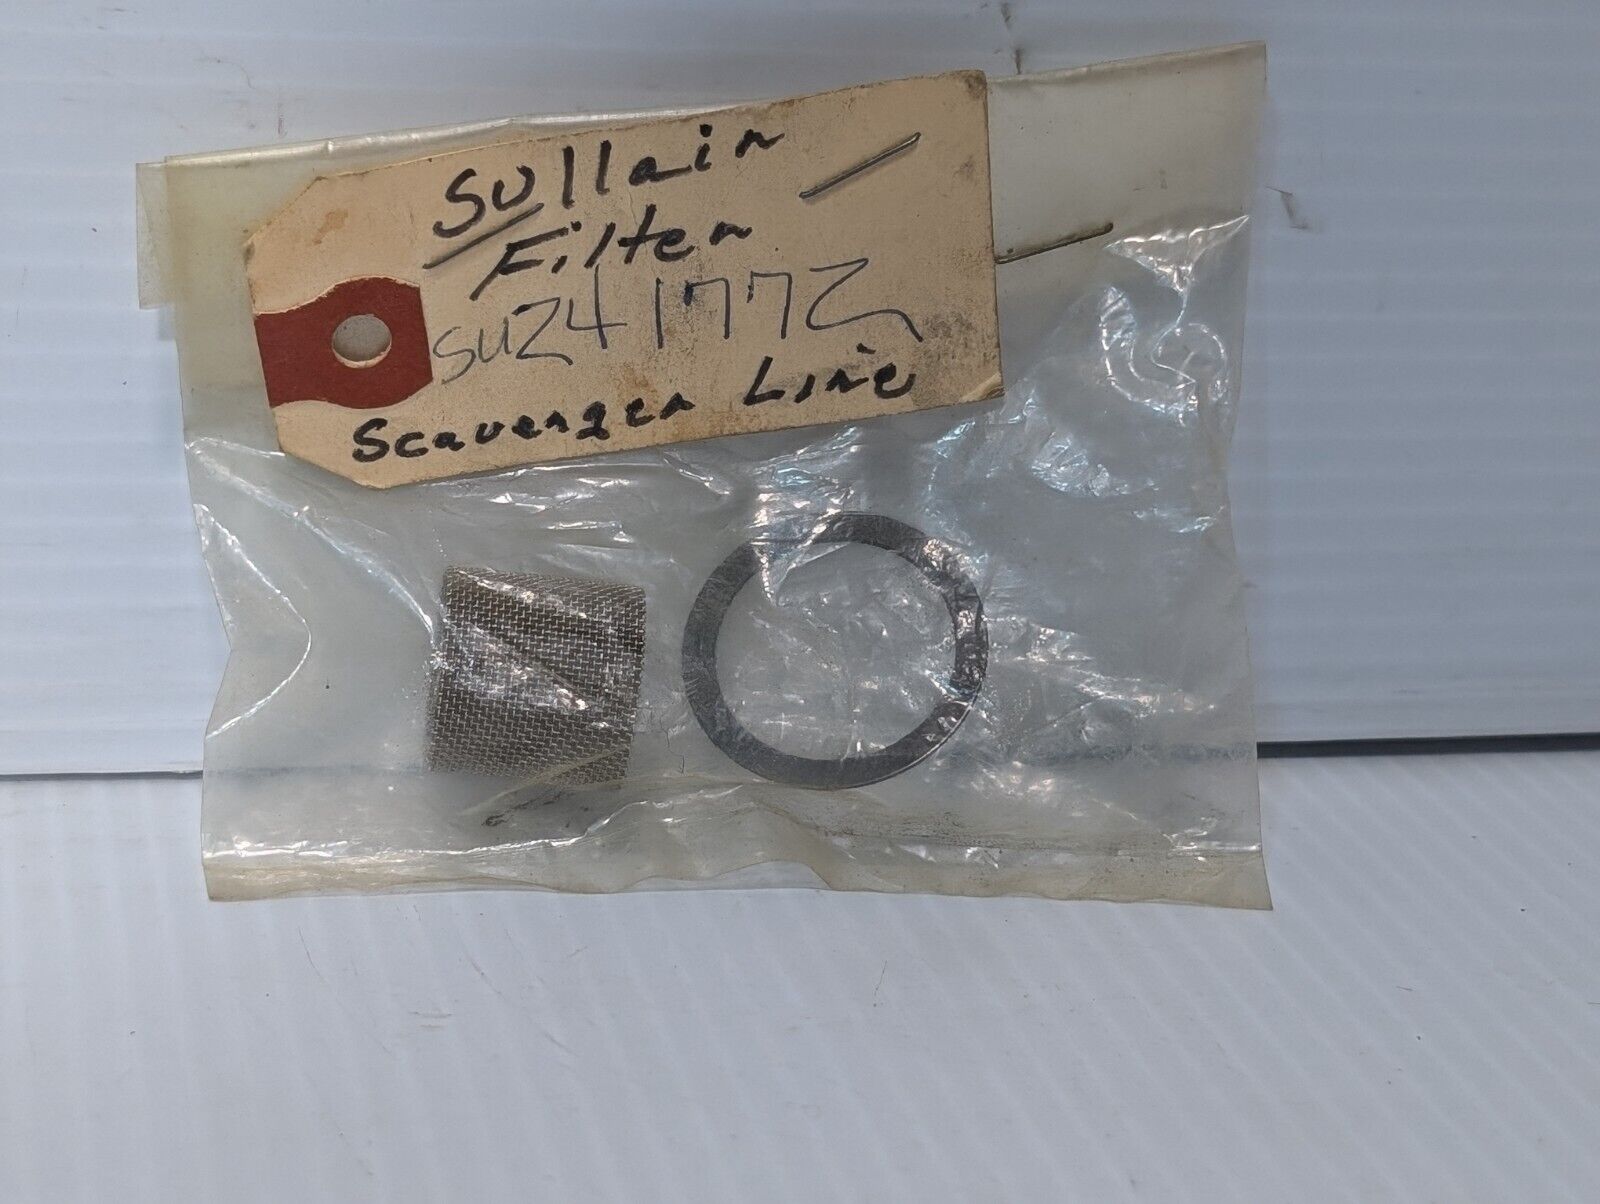 Sullair
Filter
SU241772
Scavenger Line